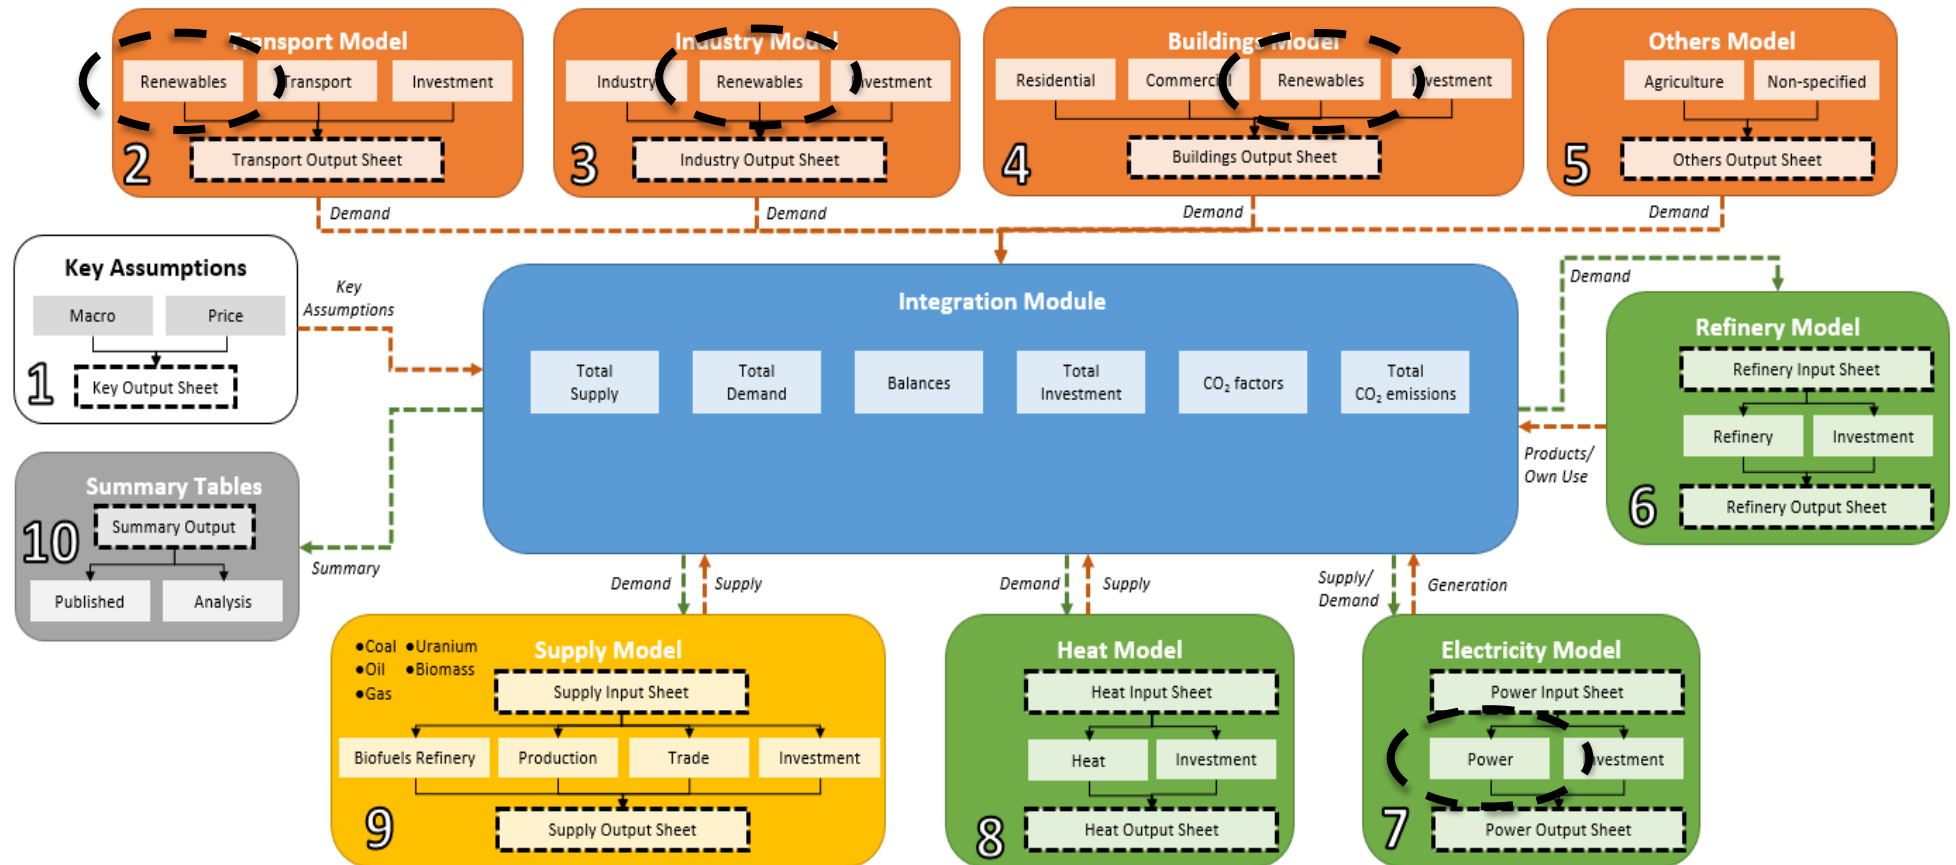 Transport Model
Renewables
Transport
Investment
Transport Output Sheet
2
Industry Model
Industry
Renewables
Investment
Industry Output Sheet
3
Buildings Model
Residential
Commercial
Renewables
Investment
Buildings Output Sheet
4
Others Model
Agriculture
Non-specified
Others Output Sheet
5
Demand
Demand
Demand
Demand
Key Assumptions
Macro
Price
Key Output Sheet
1
Key
Assumptions
Integration Module
Total
Supply
Total
Demand
Balances
Total
Investment
CO₂ factors
Total
CO₂ emissions
Demand
Refinery Model
Refinery Input Sheet
Refinery
Investment
Refinery Output Sheet
6
Products/
Own Use
Summary Tables
Summary Output
Published
Analysis
10
Summary
Demand
Supply
Demand
Supply
Supply/
Demand
Generation
•Coal •Uranium
•Oil •Biomass
•Gas
Supply Model
Supply Input Sheet
Biofuels Refinery
Production
Trade
Investment
Supply Output Sheet
9
Heat Model
Heat Input Sheet
Heat
Investment
Heat Output Sheet
8
Electricity Model
Power Input Sheet
Power
Investment
Power Output Sheet
7